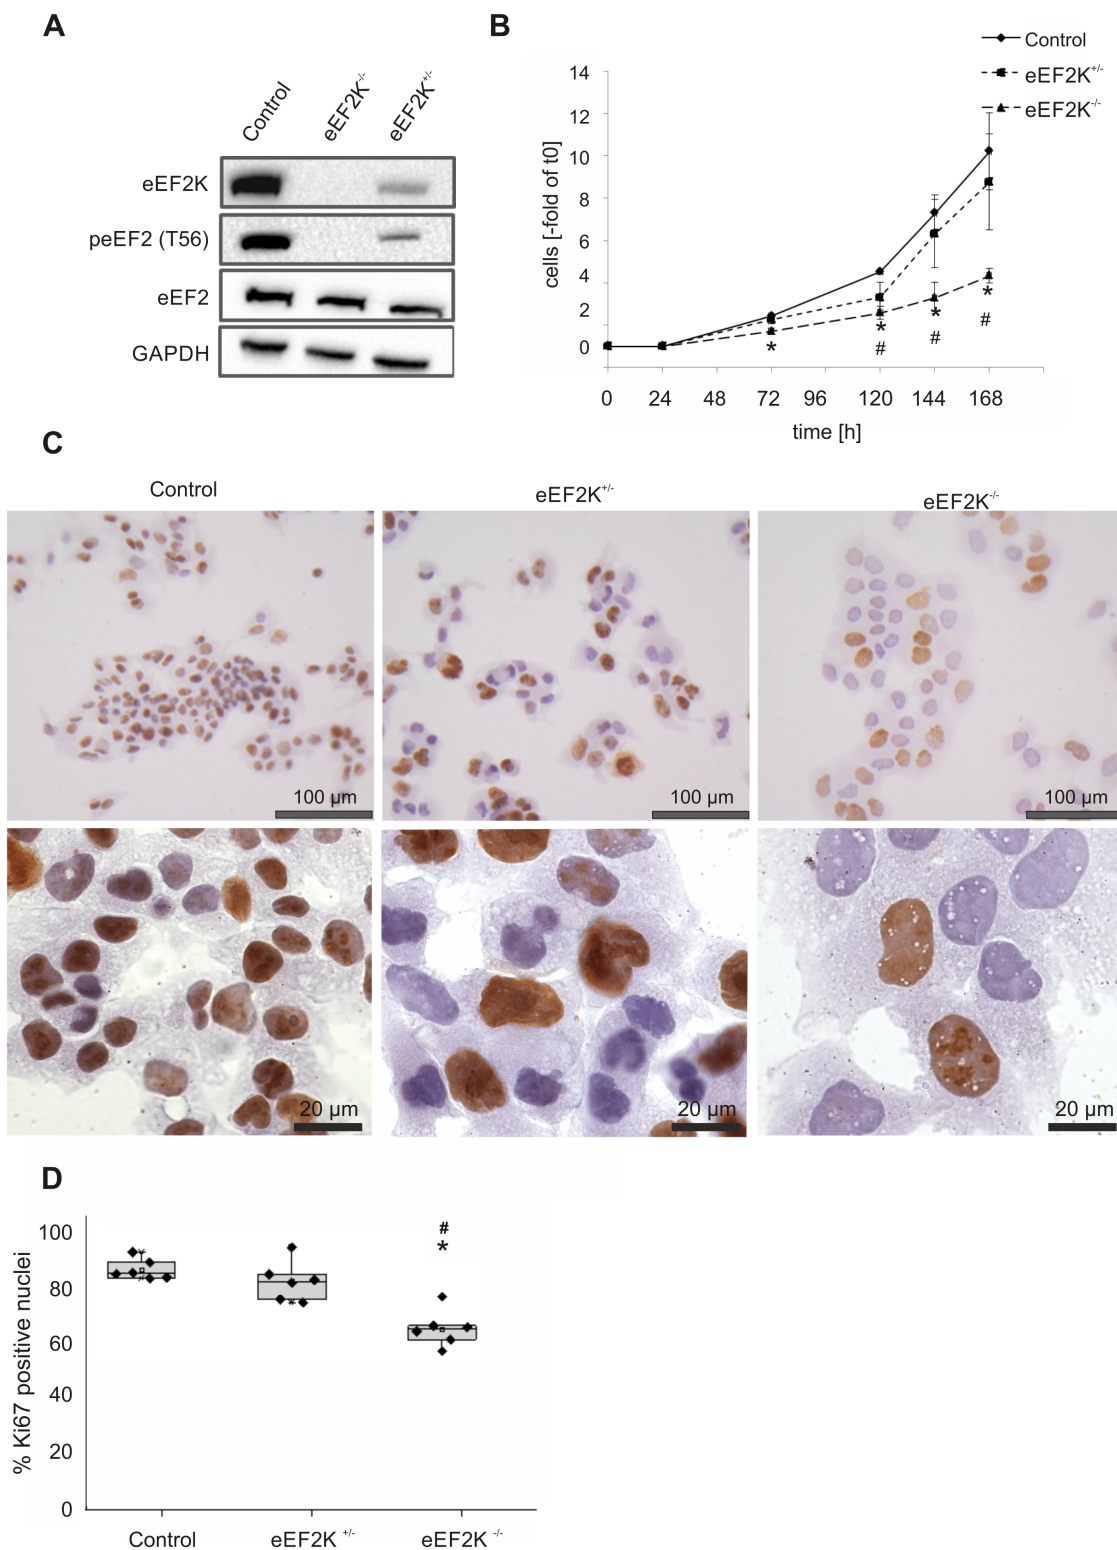 A
Control
eEF2K-/-
eEF2K+/-
eEF2K
peEF2 (T56)
eEF2
GAPDH
B
Control
eEF2K+/-
eEF2K-/-
cells [-fold of t0]
14
12
10
8
6
4
2
0
*
* #
* #
* #
0 24 48 72 96 120 144 168
time [h]
C
Control
eEF2K+/-
eEF2K-/-
100 µm
100 µm
100 µm
20 µm
20 µm
20 µm
D
% Ki67 positive nuclei
100
80
60
40
20
0
#
*
Control
eEF2K +/-
eEF2K -/-